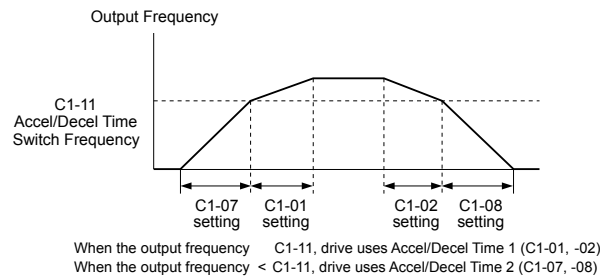 Output Frequency
C1-11
Accel/Decel Time
Switch Frequency
C1-07 setting
C1-01 setting
C1-02 setting
C1-08 setting
When the output frequency C1-11, drive uses Accel/Decel Time 1 (C1-01, -02)
When the output frequency < C1-11, drive uses Accel/Decel Time 2 (C1-07, -08)